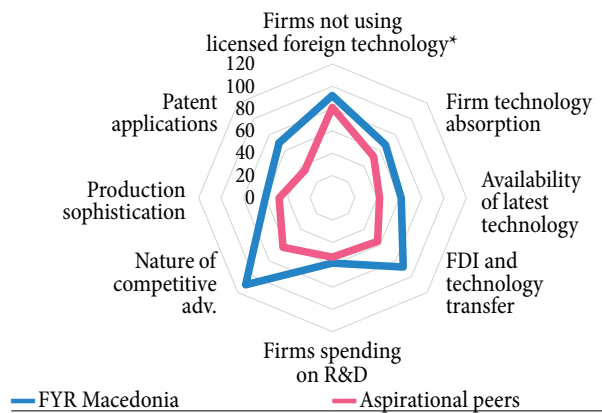 Firms not using
licensed foreign technology*
120
100
80
60
40
20
0
Firm technology
absorption
Availability
of latest
technology
FDI and
technology
transfer
Firms spending
on R&D
Nature of
competitive
adv.
Production
sophistication
Patent
applications
FYR Macedonia
Aspirational peers